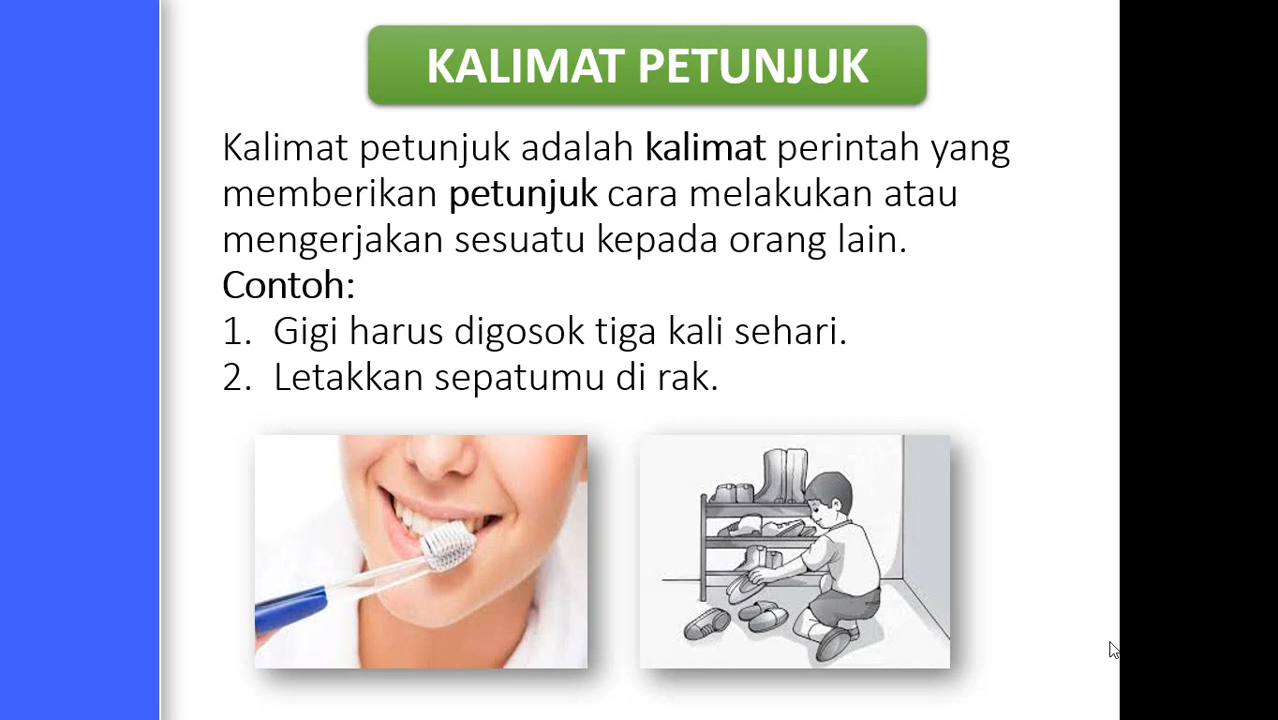 KALIMAT PETUNJUK
Kalimat petunjuk adalah kalimat perintah yang
memberikan petunjuk cara melakukan atau
mengerjakan sesuatu kepada orang lain.
Contoh:
1. Gigi harus digosok tiga kali sehari.
2. Letakkan sepatumu di rak.